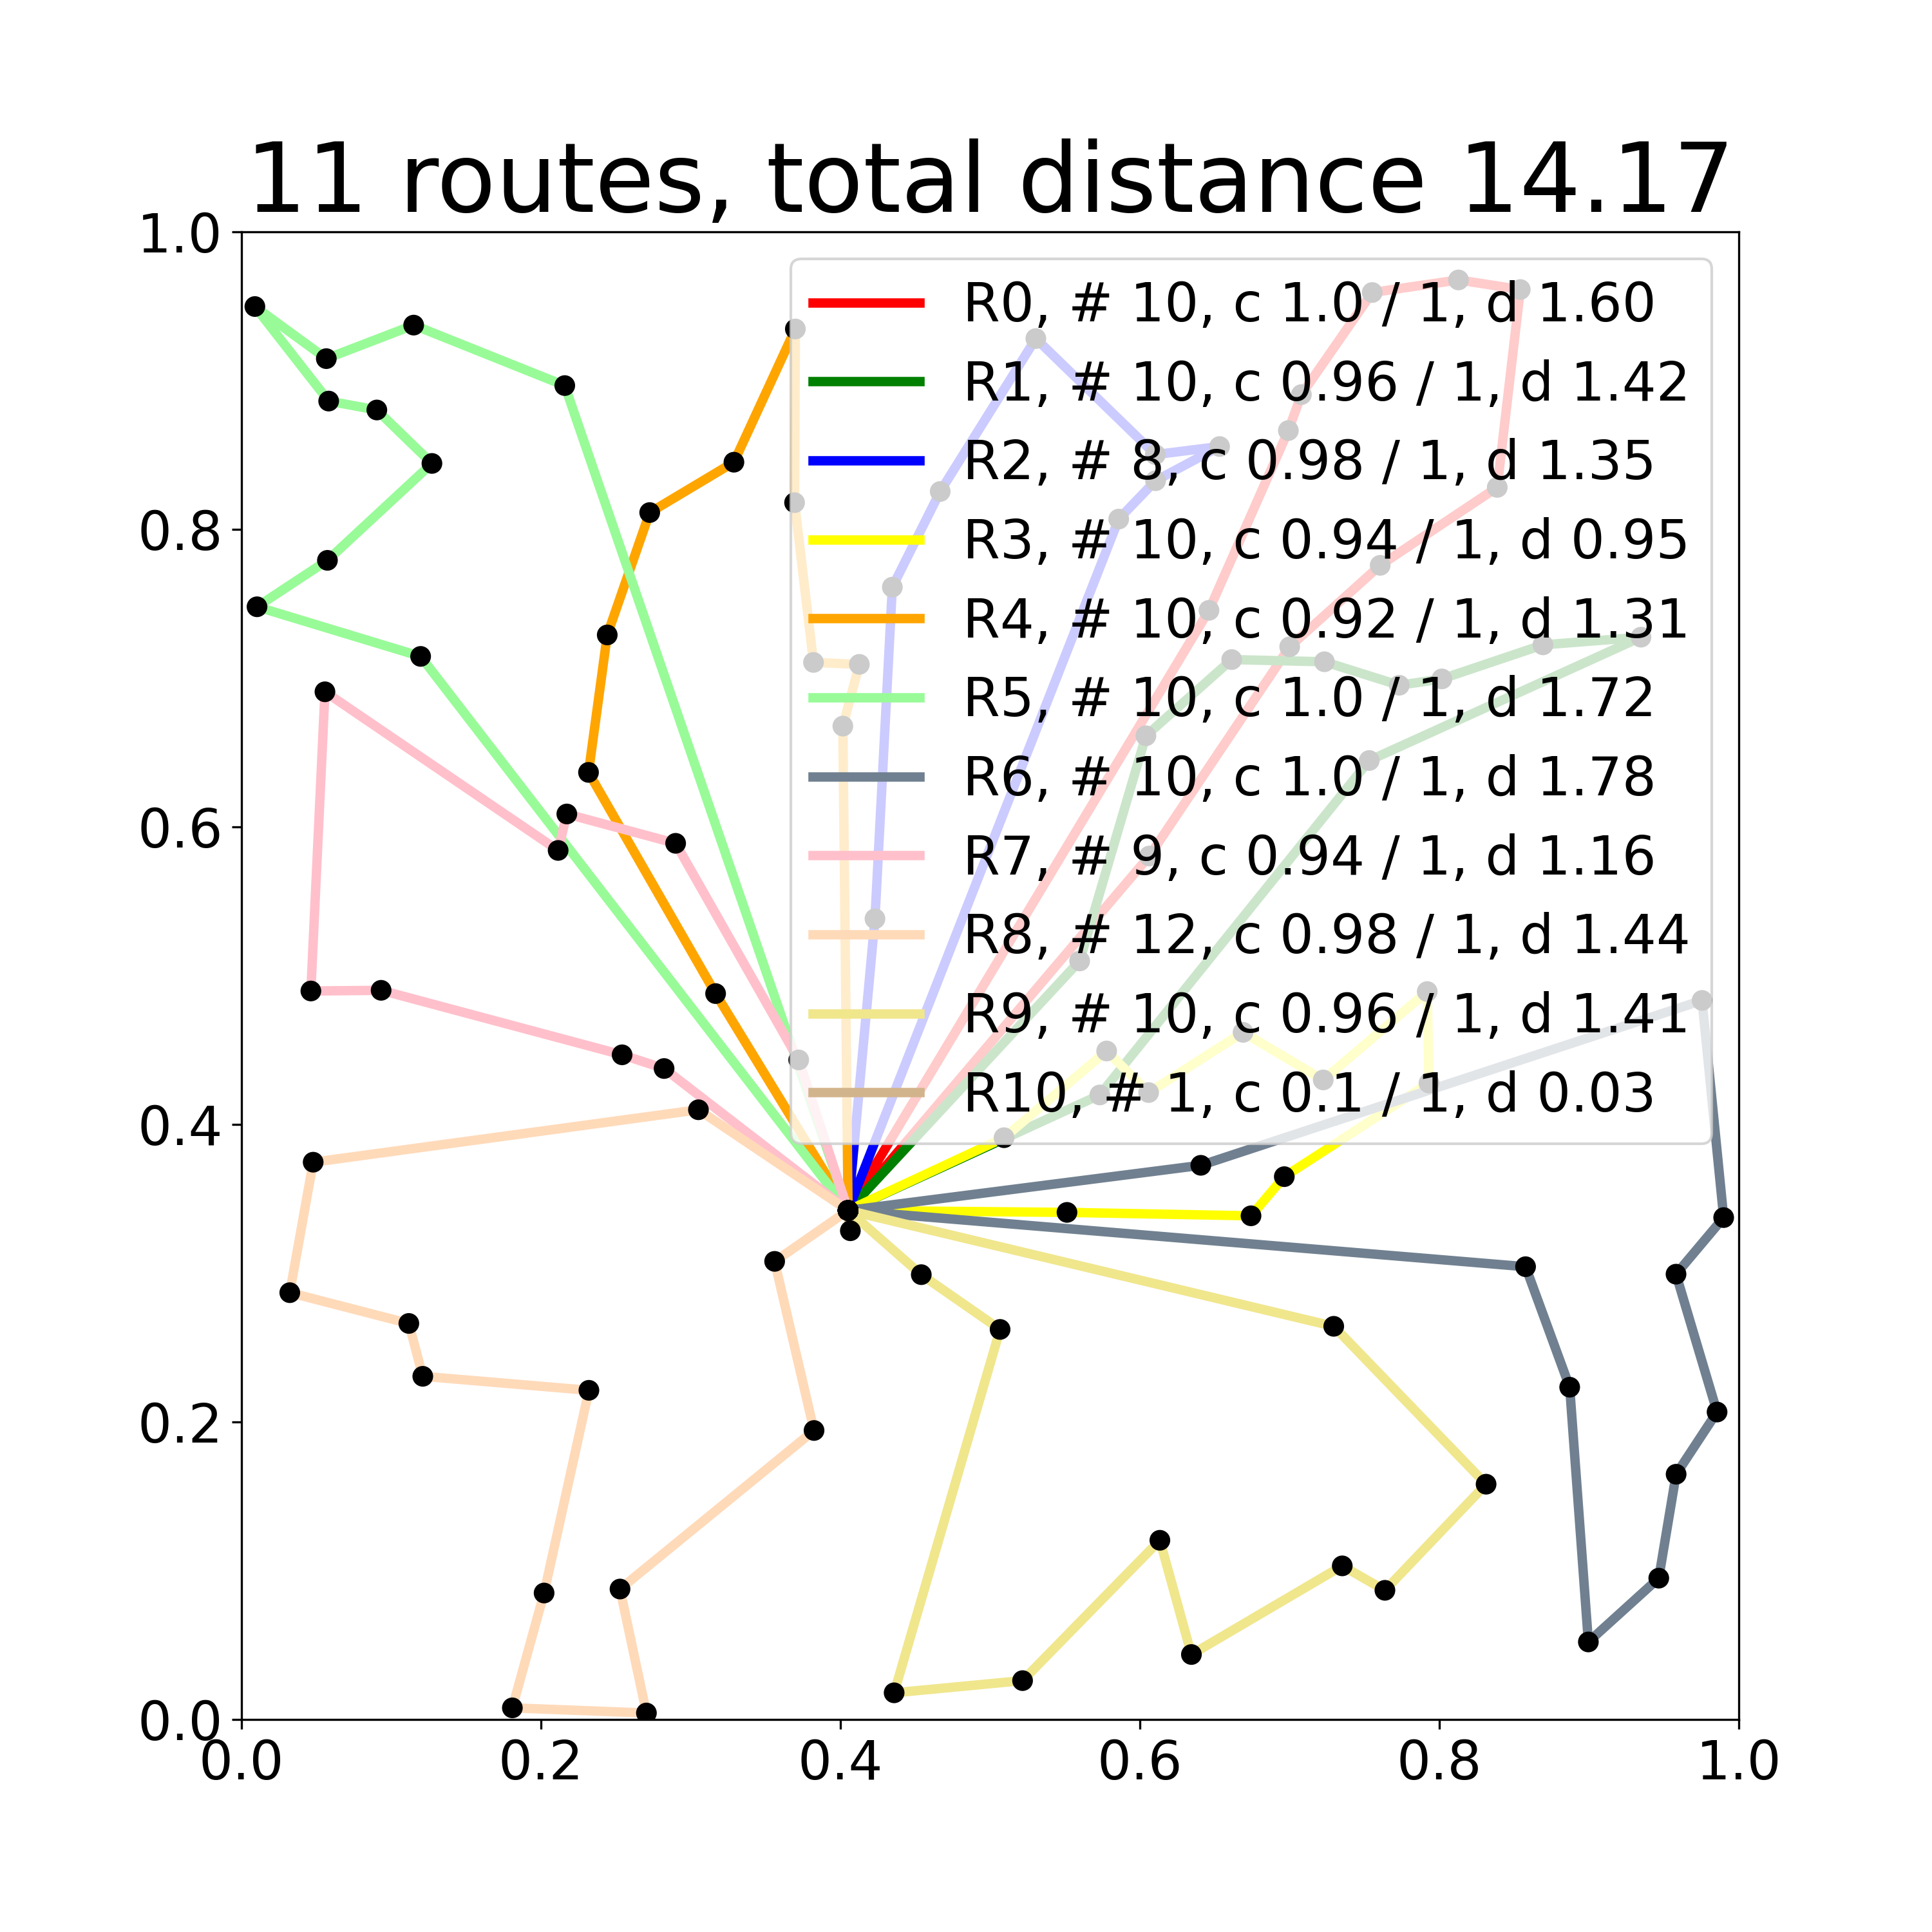 11 routes, total distance 14.17
1.0
0.8
0.6
0.4
0.2
0.0
0.0 0.2 0.4 0.6 0.8 1.0
R0, # 10, c 1.0 / 1, d 1.60
R1, # 10, c 0.96 / 1, d 1.42
R2, # 8, c 0.98 / 1, d 1.35
R3, # 10, c 0.94 / 1, d 0.95
R4, # 10, c 0.92 / 1, d 1.31
R5, # 10, c 1.0 / 1, d 1.72
R6, # 10, c 1.0 / 1, d 1.78
R7, # 9, c 0.94 / 1, d 1.16
R8, # 12, c 0.98 / 1, d 1.44
R9, # 10, c 0.96 / 1, d 1.41
R10, # 1, c 0.1 / 1, d 0.03